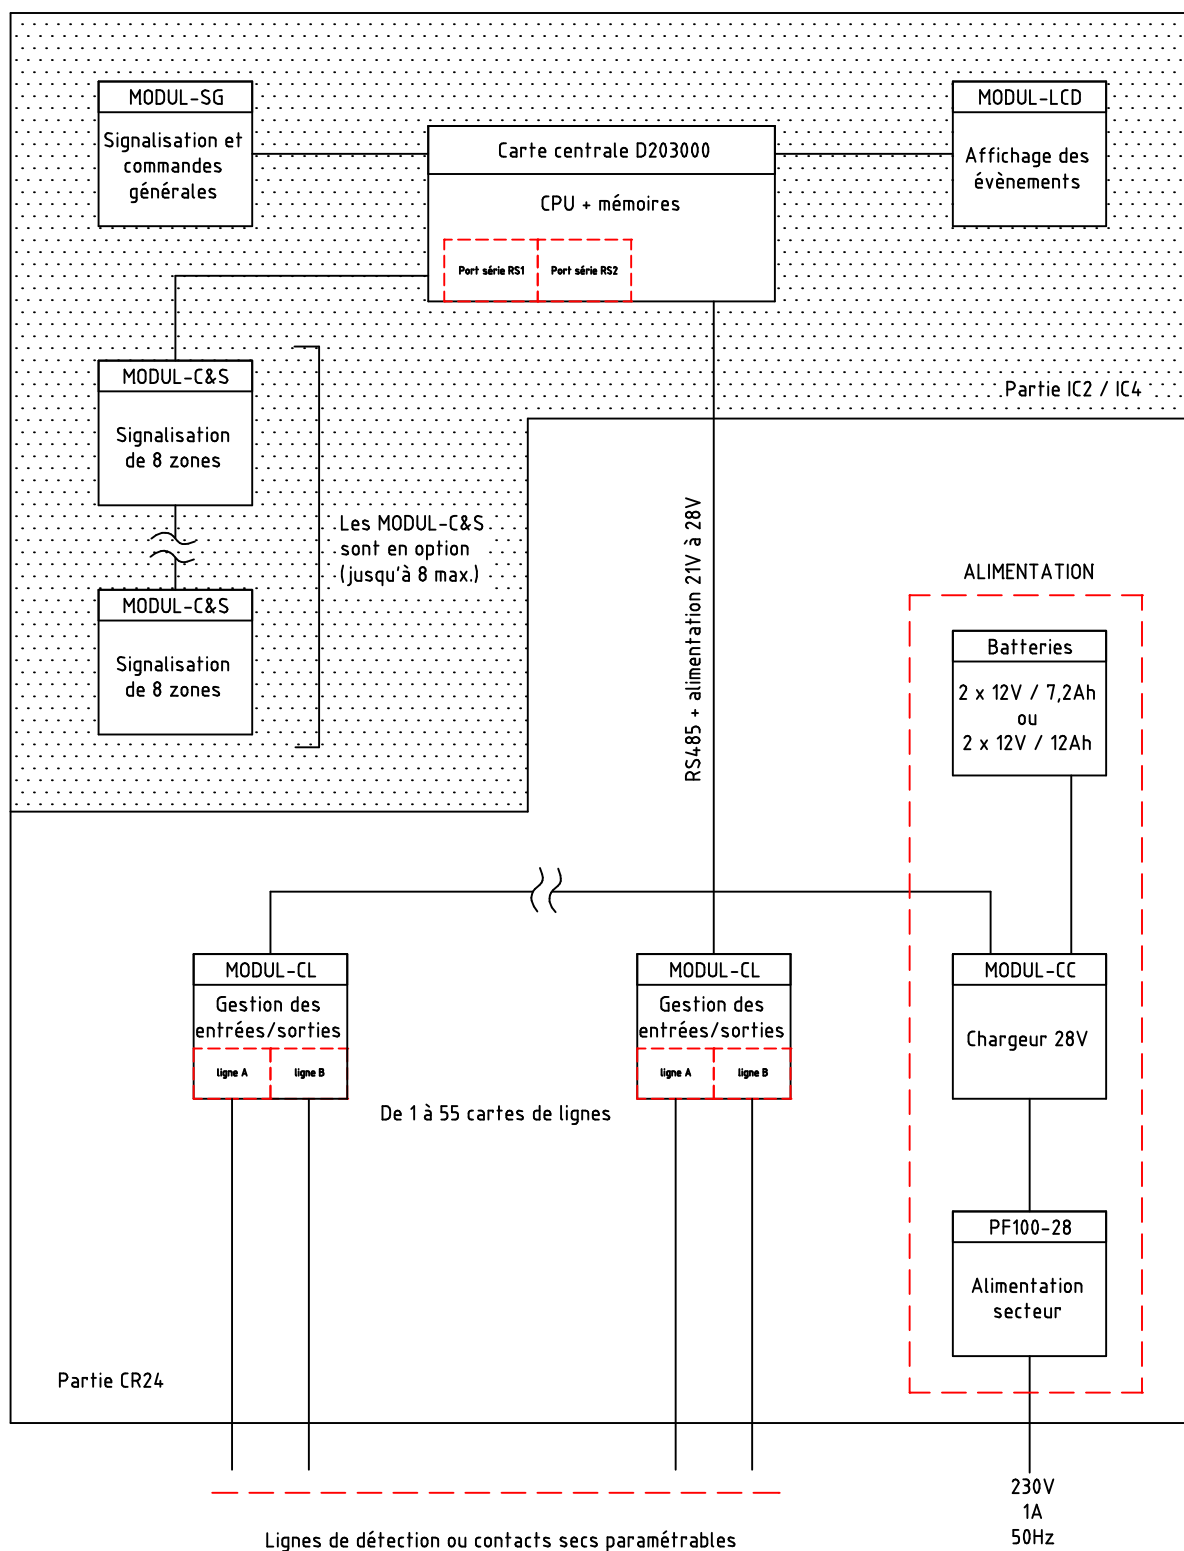 MODUL-SG
Signalisation et
commandes
générales
Carte centrale D203000
CPU + mémoires
Port série RS1
Port série RS2
MODUL-LCD
Affichage des
évènements
MODUL-C&S
Signalisation
de 8 zones
Partie IC2 / IC4
Les MODUL-C&S
sont en option
(jusqu'à 8 max.)
MODUL-C&S
Signalisation
de 8 zones
RS485 + alimentation 21V à 28V
ALIMENTATION
Batteries
2 x 12V / 7,2Ah
ou
2 x 12V / 12Ah
MODUL-CL
Gestion des
entrées/sorties
ligne A
ligne B
MODUL-CL
Gestion des
entrées/sorties
ligne A
ligne B
MODUL-CC
Chargeur 28V
De 1 à 55 cartes de lignes
PF100-28
Alimentation
secteur
Partie CR24
230V
1A
50Hz
Lignes de détection ou contacts secs paramétrables